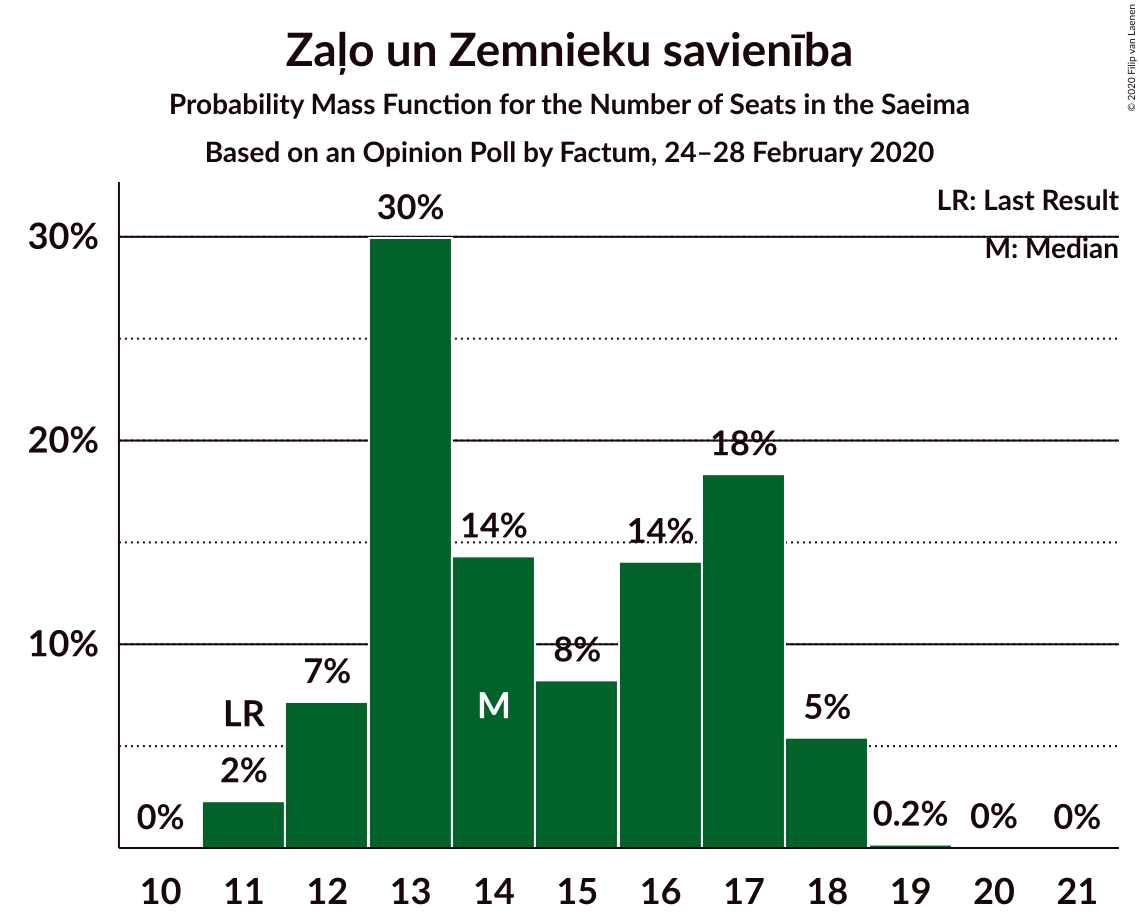 Zaļo un Zemnieku savienība
Probability Mass Function for the Number of Seats in the Saeima
Based on an Opinion Poll by Factum, 24–28 February 2020
© 2020 Filip van Laenen
LR: Last Result
M: Median
30%
20%
10%
0%
LR
2%
7%
30%
14%
M
8%
14%
18%
5%
0.2%
0%
0%
10 11 12 13 14 15 16 17 18 19 20 21